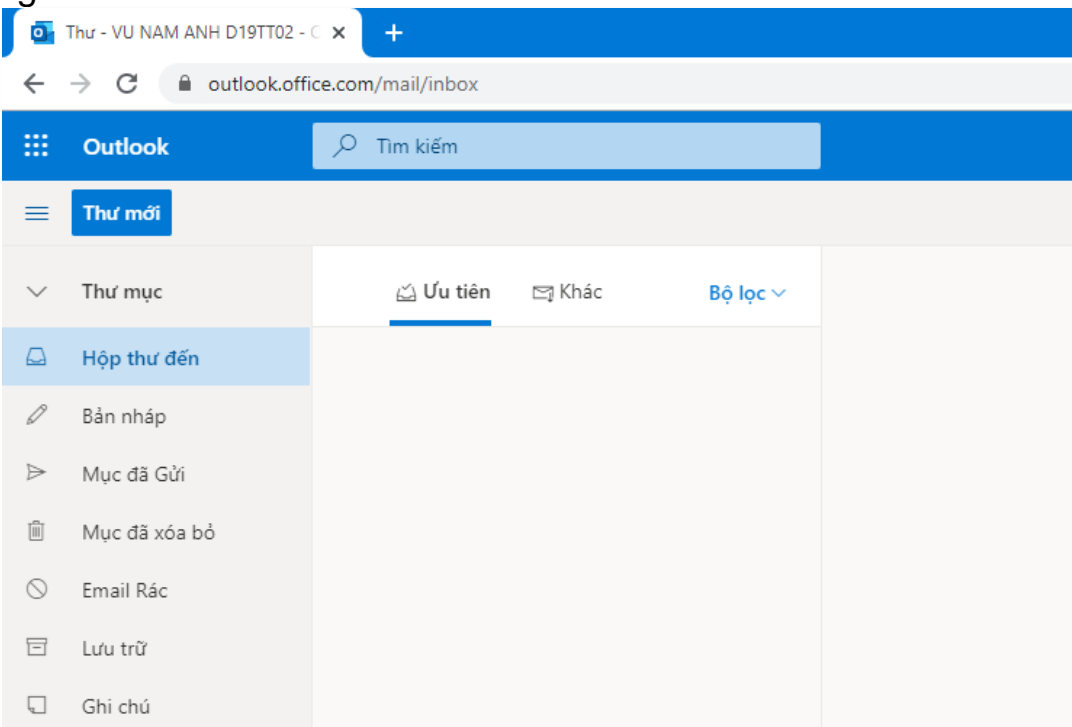 g
Thư - VU NAM ANH D19TT02 -
outlook.office.com/mail/inbox
Outlook Tìm kiếm
Thư mới
Thư mục Ưu tiên Khác Bộ lọc
Hộp thư đến
Bản nháp
Mục đã Gửi
Mục đã xóa bỏ
Email Rác
Lưu trữ
Ghi chú